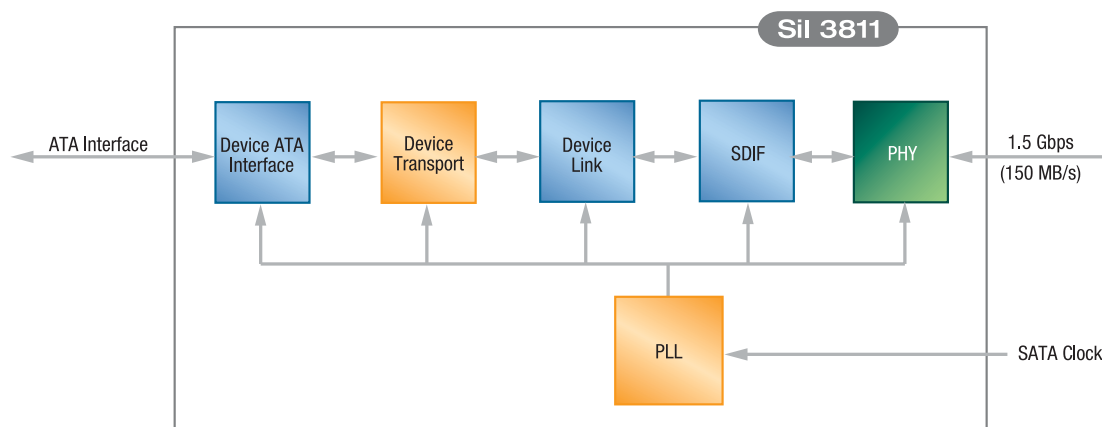 SiI 3811
ATA Interface
Device ATA
Interface
Device
Transport
Device
Link
SDIF
PHY
1.5 Gbps
(150 MB/s)
PLL
SATA Clock